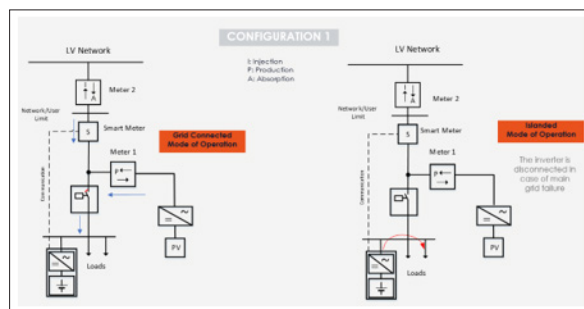 CONFIGURATION 1
I: Injection
P: Production
A: Absorption
LV Network
Meter 2
A
Network/User
Limit
S
Smart Meter
Grid Connected
Mode of Operation
Meter 1
P
Communication
PV
Loads
LV Network
Meter 2
A
Network/User
Limit
S
Smart Meter
Islanded
Mode of Operation
The inverter is
disconnected in
case of main
grid failure
Meter 1
P
Communication
PV
Loads